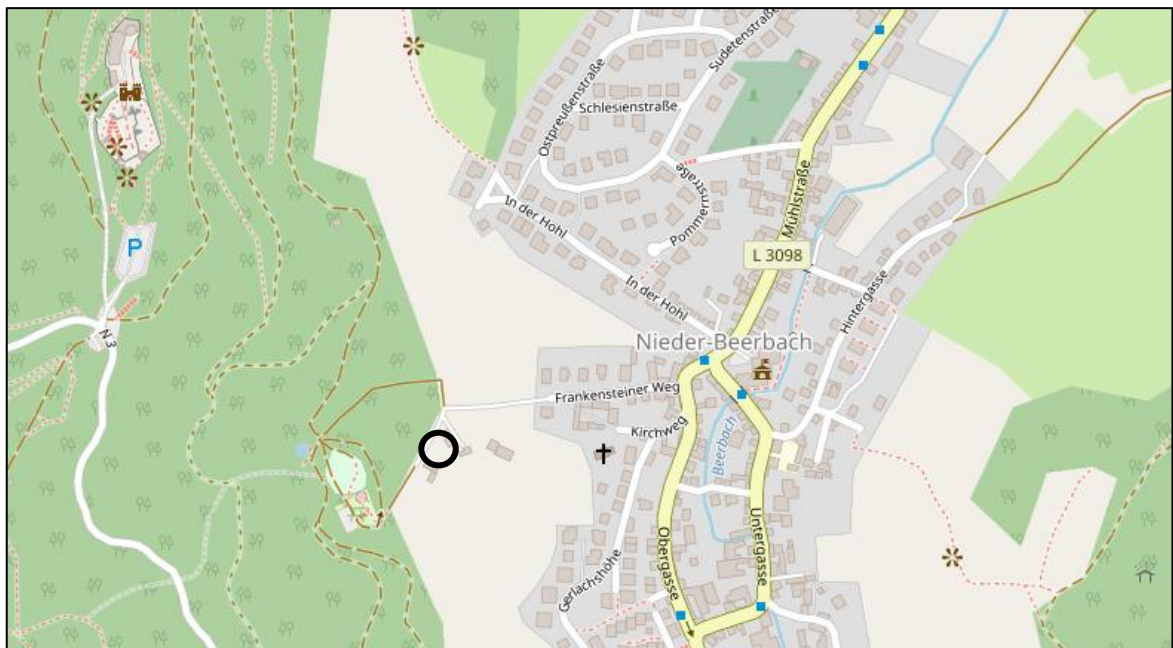 Ostpreußenstraße
Sudetenstraße
Schlesienstraße
Pommernstraße
In der Hohl
In der Hohl
Mühlstraße
L 3098
Hintergasse
P
N 3
Nieder-Beerbach
Frankensteiner Weg
Kirchweg
Beerbach
Obergasse
Untergasse
Gerlachshöhe